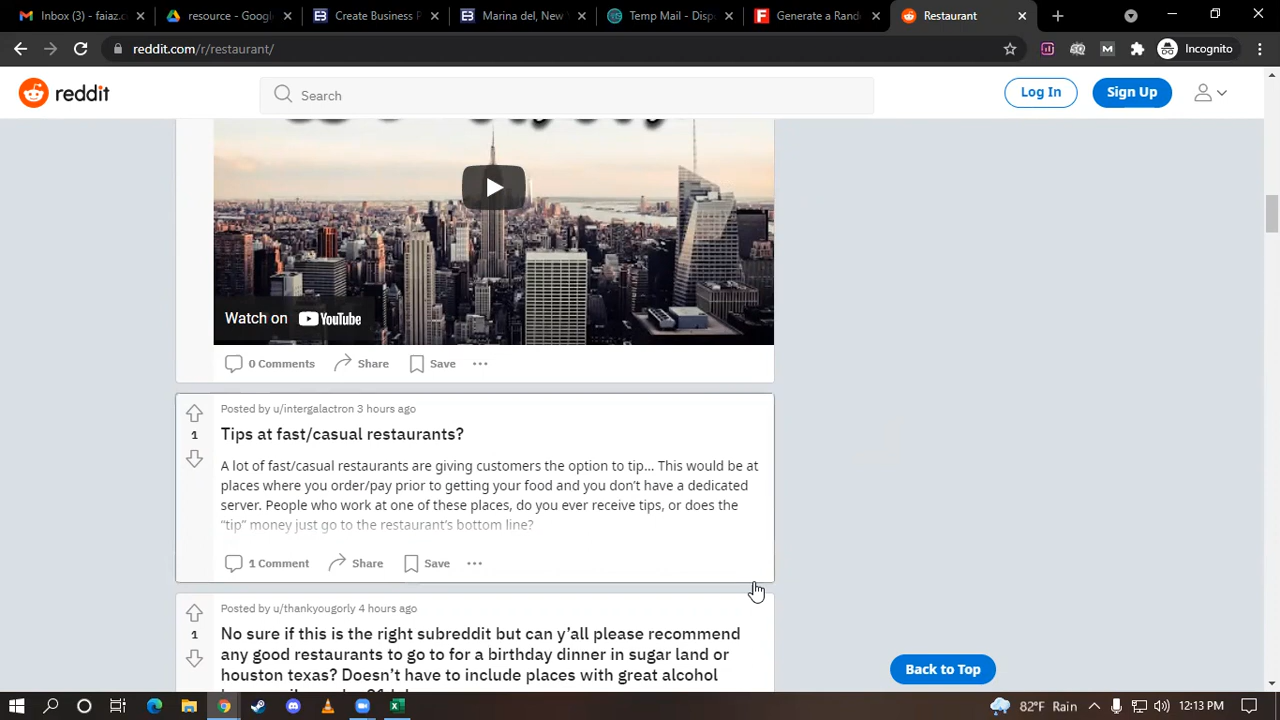 Inbox (3) - faiaz.c
resource - Google
Create Business P
Marina del, New Y
Temp Mail - Dispo
Generate a Rando
Restaurant
reddit.com/r/restaurant/
Incognito
reddit
Search
Log In
Sign Up
Watch on YouTube
0 Comments Share Save
Posted by u/intergalactron 3 hours ago
1
Tips at fast/casual restaurants?
A lot of fast/casual restaurants are giving customers the option to tip... This would be at
places where you order/pay prior to getting your food and you don't have a dedicated
server. People who work at one of these places, do you ever receive tips, or does the
“tip” money just go to the restaurant's bottom line?
1 Comment Share Save
Posted by u/thankyougorly 4 hours ago
1
No sure if this is the right subreddit but can y'all please recommend
any good restaurants to go to for a birthday dinner in sugar land or
houston texas? Doesn't have to include places with great alcohol
Back to Top
82°F Rain
12:13 PM